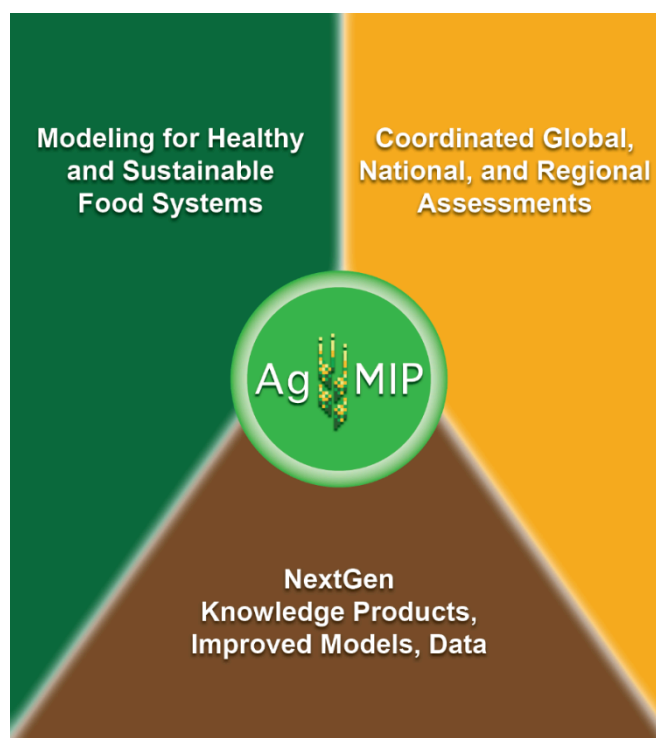 Modeling for Healthy
and Sustainable
Food Systems
Coordinated Global,
National, and Regional
Assessments
Ag MIP
NextGen
Knowledge Products,
Improved Models, Data